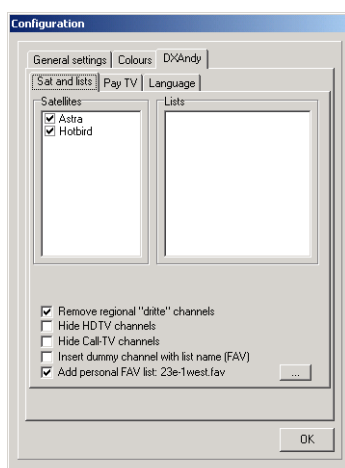 Configuration
General settings Colours DXAndy
Sat and lists Pay TV Language
Satellites Lists
Astra
Hotbird
Remove regional "dritte" channels
Hide HDTV channels
Hide Call-TV channels
Insert dummy channel with list name (FAV)
Add personal FAV list: 23e-1west.fav ...
OK